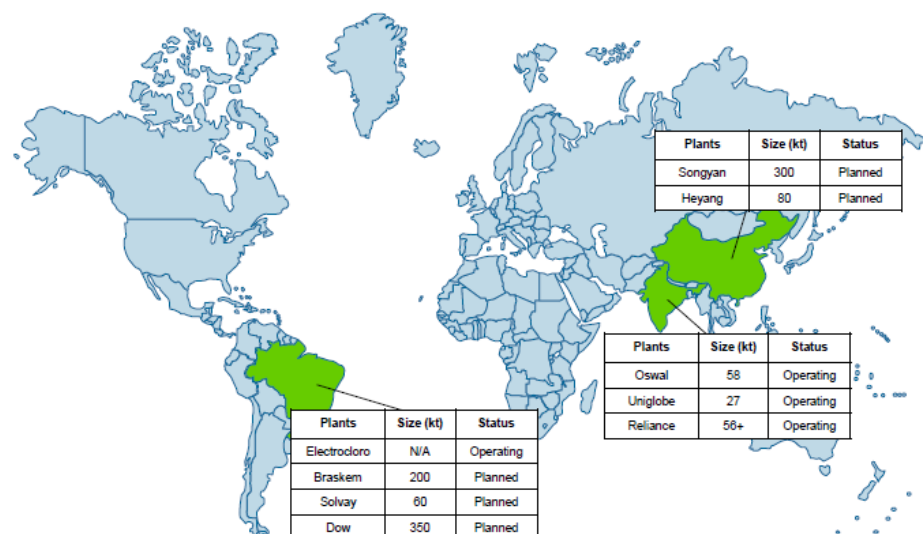 Plants Size (kt) Status
Songyan 300 Planned
Heyang 80 Planned
Plants Size (kt) Status
Oswal 58 Operating
Uniglobe 27 Operating
Reliance 56+ Operating
Plants Size (kt) Status
Electrocloro N/A Operating
Braskem 200 Planned
Solvay 60 Planned
Dow 350 Planned